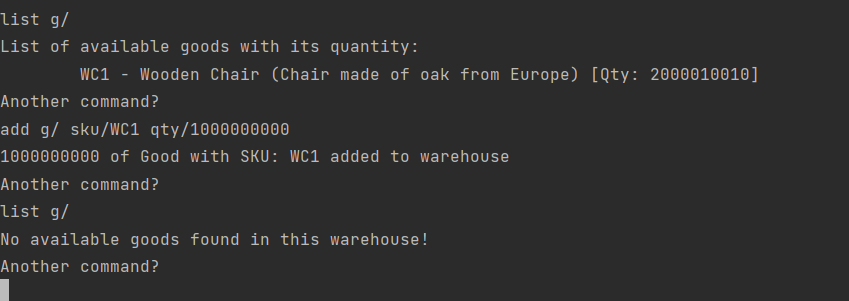 list g/
List of available goods with its quantity:
WC1 - Wooden Chair (Chair made of oak from Europe) [Qty: 2000010010]
Another command?
add g/ sku/WC1 qty/1000000000
1000000000 of Good with SKU: WC1 added to warehouse
Another command?
list g/
No available goods found in this warehouse!
Another command?